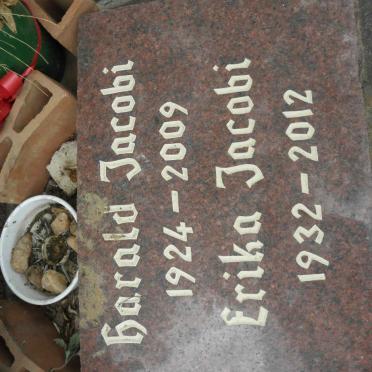 Harald Jacobi
1924-2009
Erika Jacobi
1932-2012